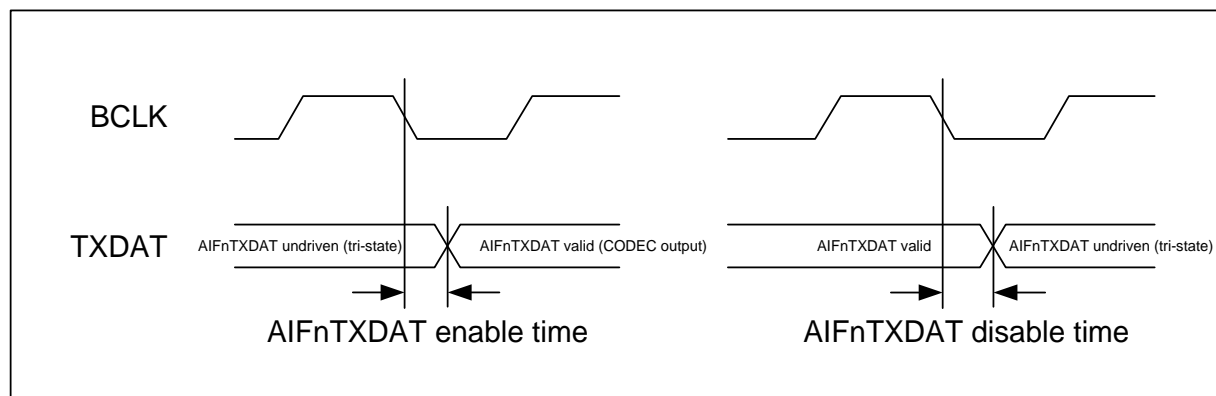 BCLK
TXDAT
AIFnTXDAT undriven (tri-state)
AIFnTXDAT valid (CODEC output)
AIFnTXDAT valid
AIFnTXDAT undriven (tri-state)
AIFnTXDAT enable time
AIFnTXDAT disable time